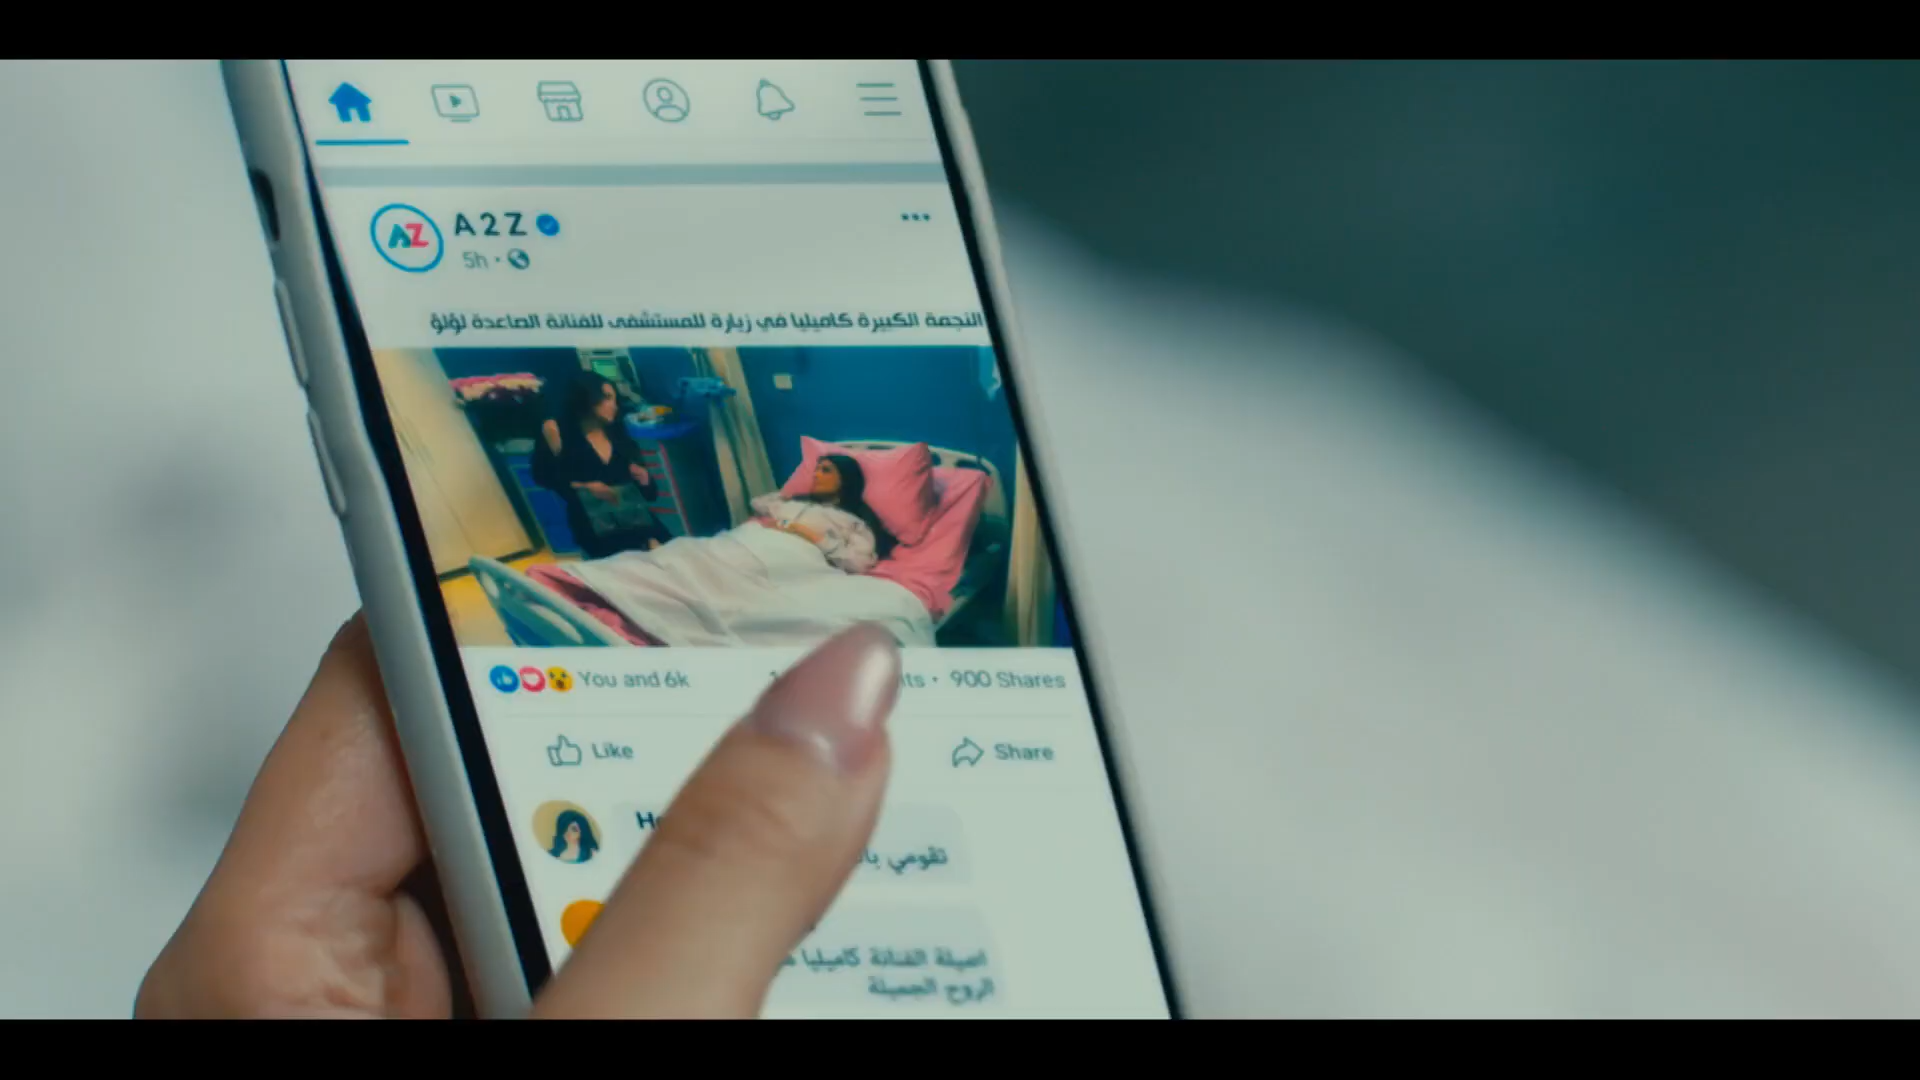 AZ
A2Z
5h
النجمة الكبيرة كاميليا في زيارة للمستشفى للفنانة الصاعدة لؤلؤ
You and 6k
900 Shares
Like
Share
تقومي
اصيلة الفنانة كاميليا
الروح الجميلة